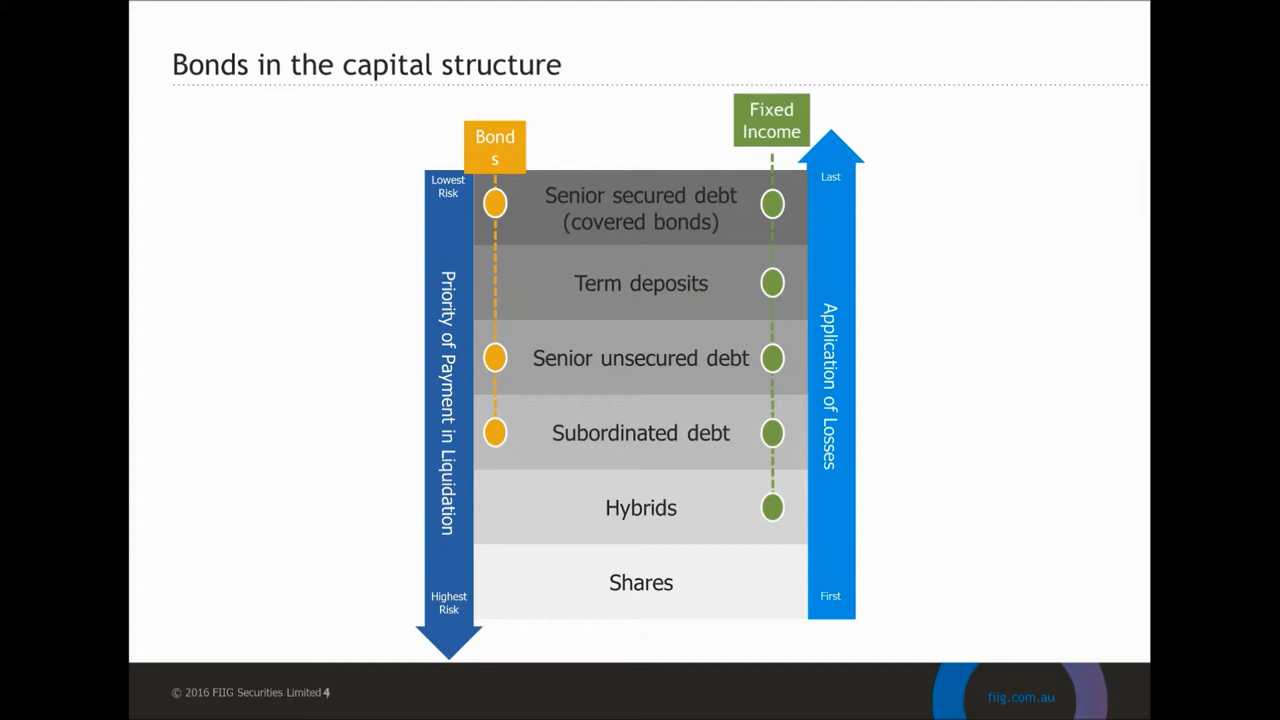 Bonds in the capital structure
Fixed
Income
Bond
s
Lowest
Risk
Last
Senior secured debt
(covered bonds)
Term deposits
Senior unsecured debt
Subordinated debt
Hybrids
Shares
Priority of Payment in Liquidation
Application of Losses
Highest
Risk
First
© 2016 FIIG Securities Limited 4
fiig.com.au